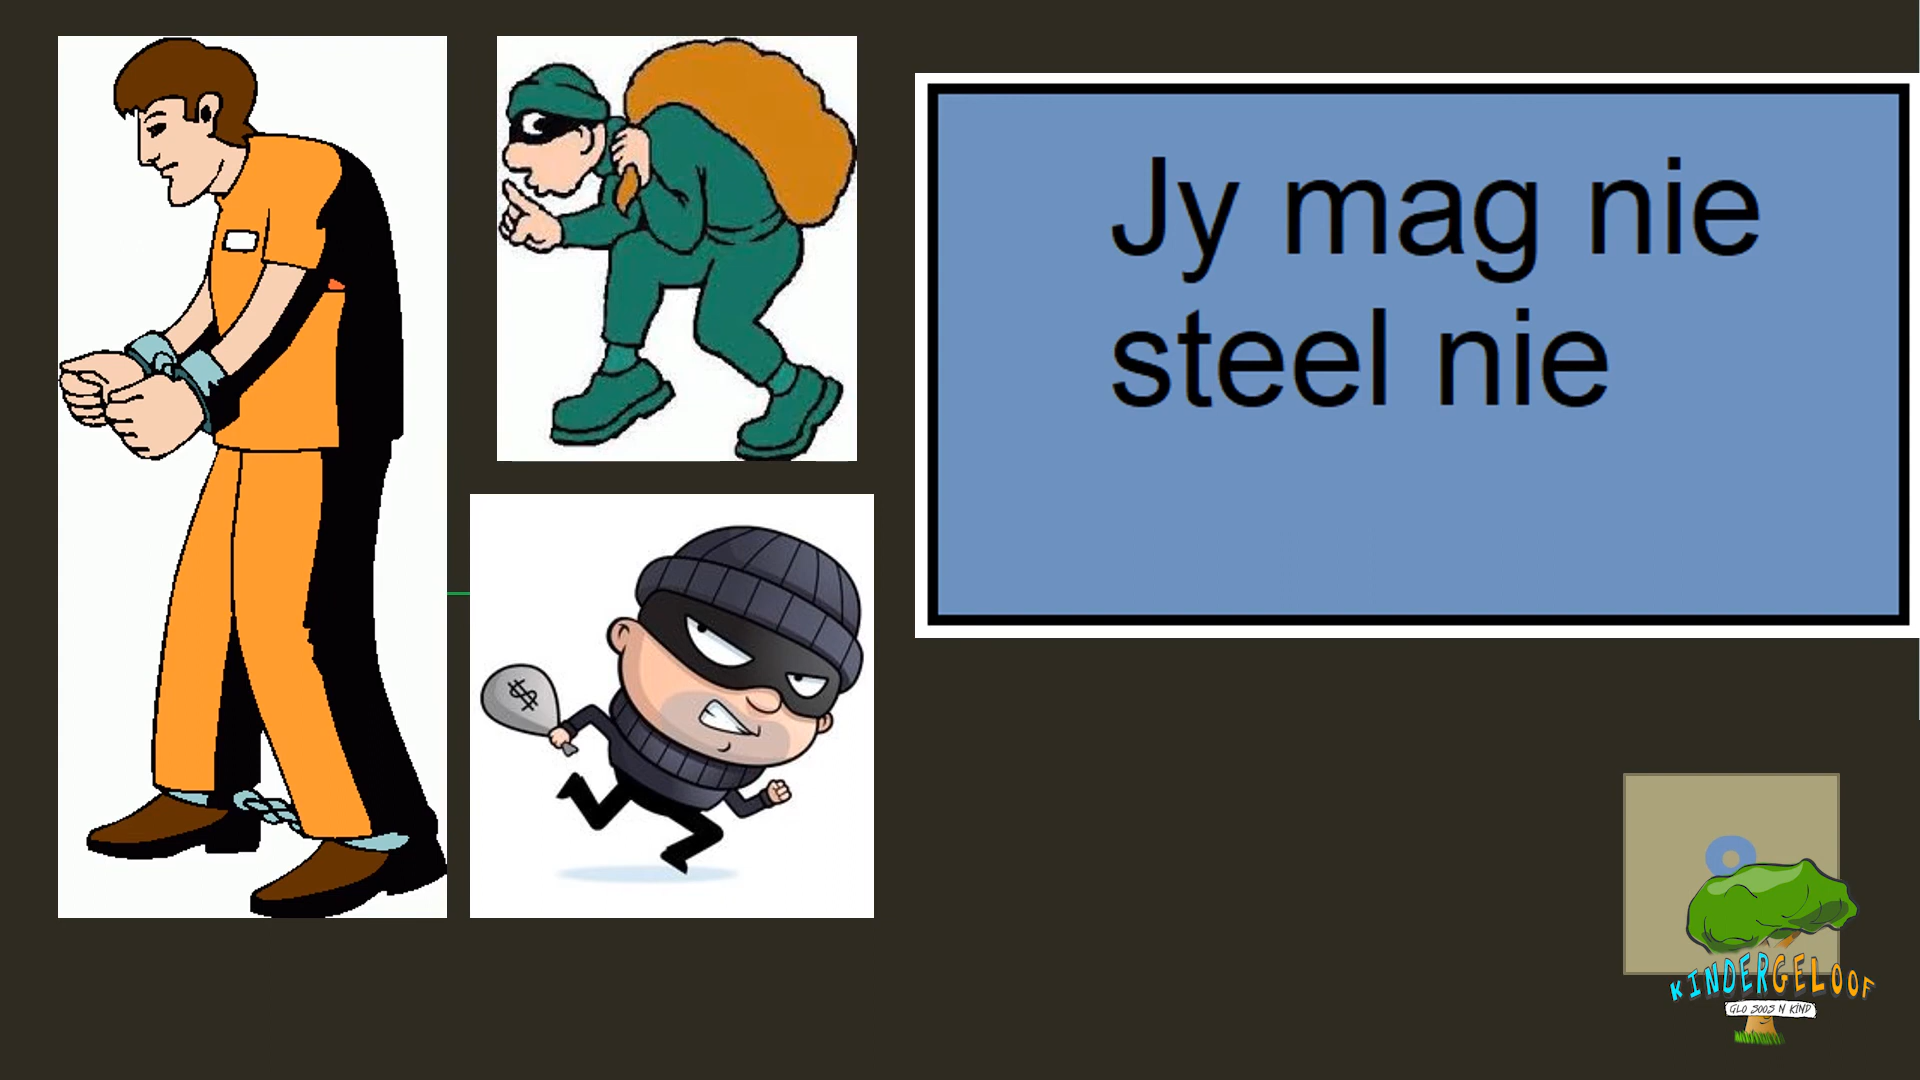 Jy mag nie
steel nie
$
KINDERGELOOF
GLO SOOS N KIND